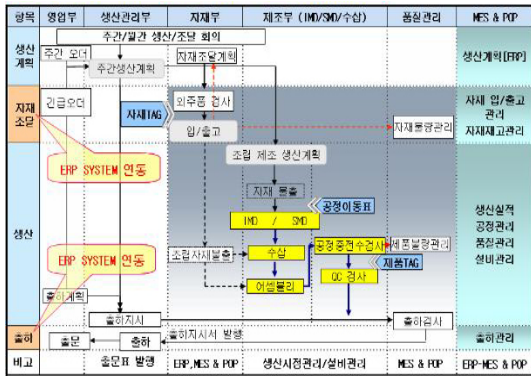 항목 영업부 생산관리부 자재부 제조부 (IMD/SMD/수삽) 품질관리 MES & POP
생산
계획
주간/월간 생산/조달 회의
주간 오더
주간생산계획
자재조달계획
생산계획[ERP]
자재
조달
긴급오더
자재TAG
외주품 검사
입/출고
자재불량관리
자재 입/출고
관리
자재재고관리
ERP SYSTEM 연동
생산
조립 제조 생산계획
자재 불출
공정이동표
IMD / SMD
조립자재불출
수삽
공정중전수검사
제품불량관리
제품TAG
어셈블리
QC 검사
생산실적
공정관리
품질관리
설비관리
ERP SYSTEM 연동
출하계획
출하지시
출하검사
출하
출문
출하
출하지시서 발행
출하관리
비고
출문표 발행
ERP,MES & POP
생산시점관리/설비관리
MES & POP
ERP-MES & POP